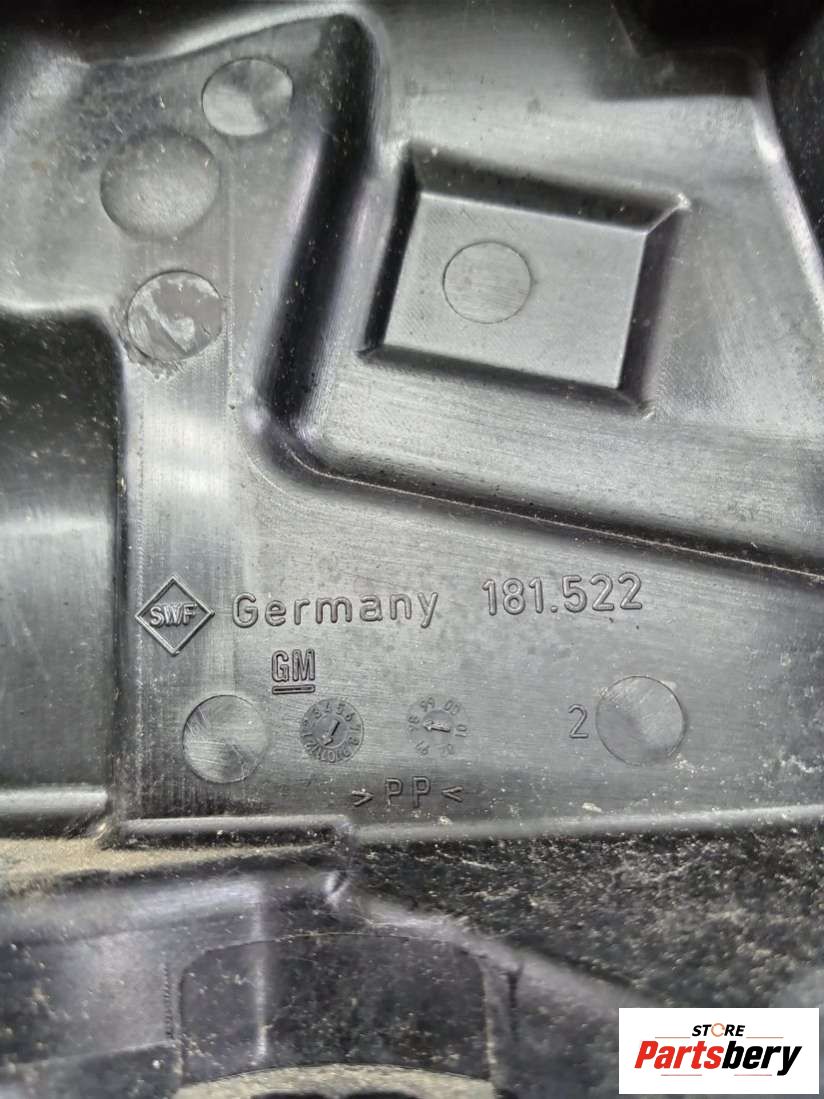 SWF Germany 181.522
GM
2
>PP<
STORE
Partsbery